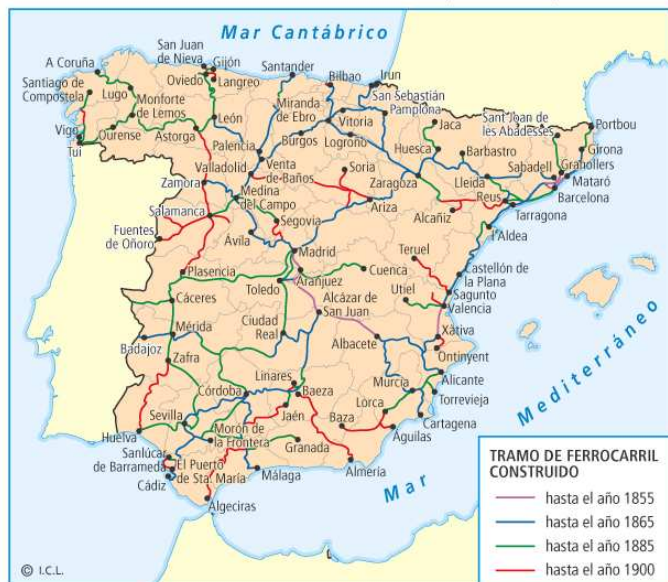 Mar Cantábrico
San Juan
de Nieva
Gijón
A Coruña
Santander
Bilbao
Irun
Santiago de
Compostela
Oviedo
Langreo
San Sebastián
Lugo
Monforte
de Lemos
Miranda
de Ebro
Vitoria
Pamplona
León
Jaca
Sant Joan de
les Abadesses
Portbou
Vigo
Tui
Ourense
Astorga
Palencia
Burgos
Logroño
Huesca
Barbastro
Girona
Valladolid
Venta
de Baños
Soria
Sabadell
Granollers
Zamora
Zaragoza
Lleida
Mataró
Medina
del Campo
Reus
Barcelona
Salamanca
Segovia
Ariza
Alcañiz
Tarragona
Fuentes
de Oñoro
Ávila
l'Aldea
Madrid
Teruel
Plasencia
Aranjuez
Cuenca
Castellón de
la Plana
Toledo
Utiel
Sagunto
Cáceres
Alcázar de
San Juan
Valencia
Mérida
Ciudad
Real
Albacete
Xàtiva
Badajoz
Ontinyent
Zafra
Linares
Alicante
Córdoba
Baeza
Murcia
Torrevieja
Sevilla
Jaén
Lorca
Huelva
Morón de
la Frontera
Baza
Cartagena
Sanlúcar
de Barrameda
Granada
Águilas
El Puerto
de Sta. María
Cádiz
Málaga
Almería
Algeciras
Mar
Mediterráneo
TRAMO DE FERROCARRIL
CONSTRUIDO
hasta el año 1855
hasta el año 1865
hasta el año 1885
hasta el año 1900
© I.C.L.